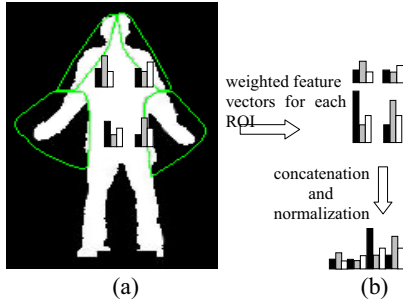 weighted feature
vectors for each
ROI
concatenation
and
normalization
(a)
(b)